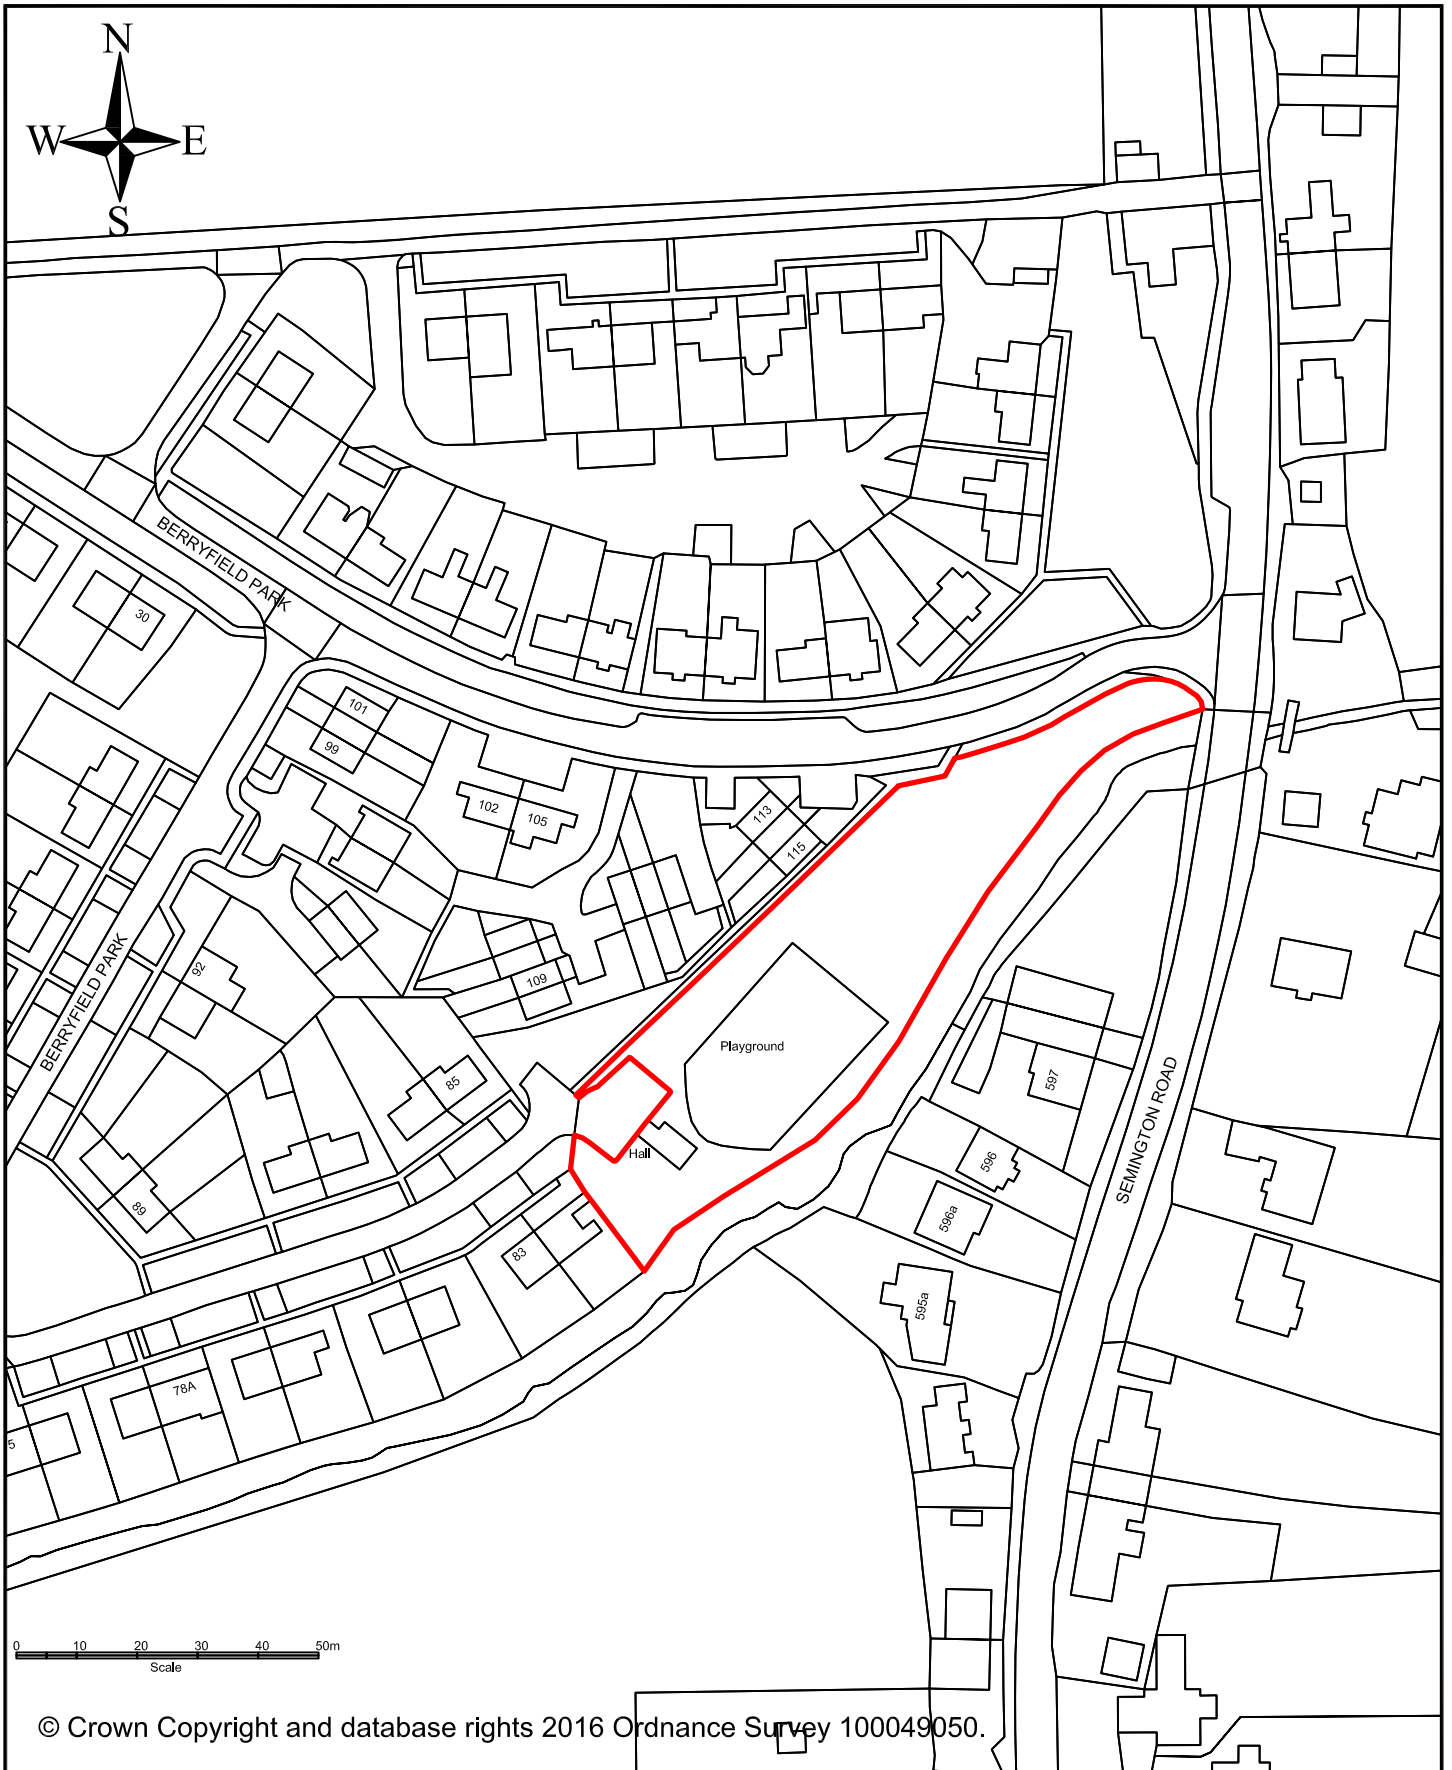 N
W E
S
BERRYFIELD PARK
30
101
99
102
105
113
115
92
109
BERRYFIELD PARK
Playground
85
597
Hall
596
SEMINGTON ROAD
89
596a
83
595a
78A
5
0 10 20 30 40 50m
Scale
© Crown Copyright and database rights 2016 Ordnance Survey 100049050.